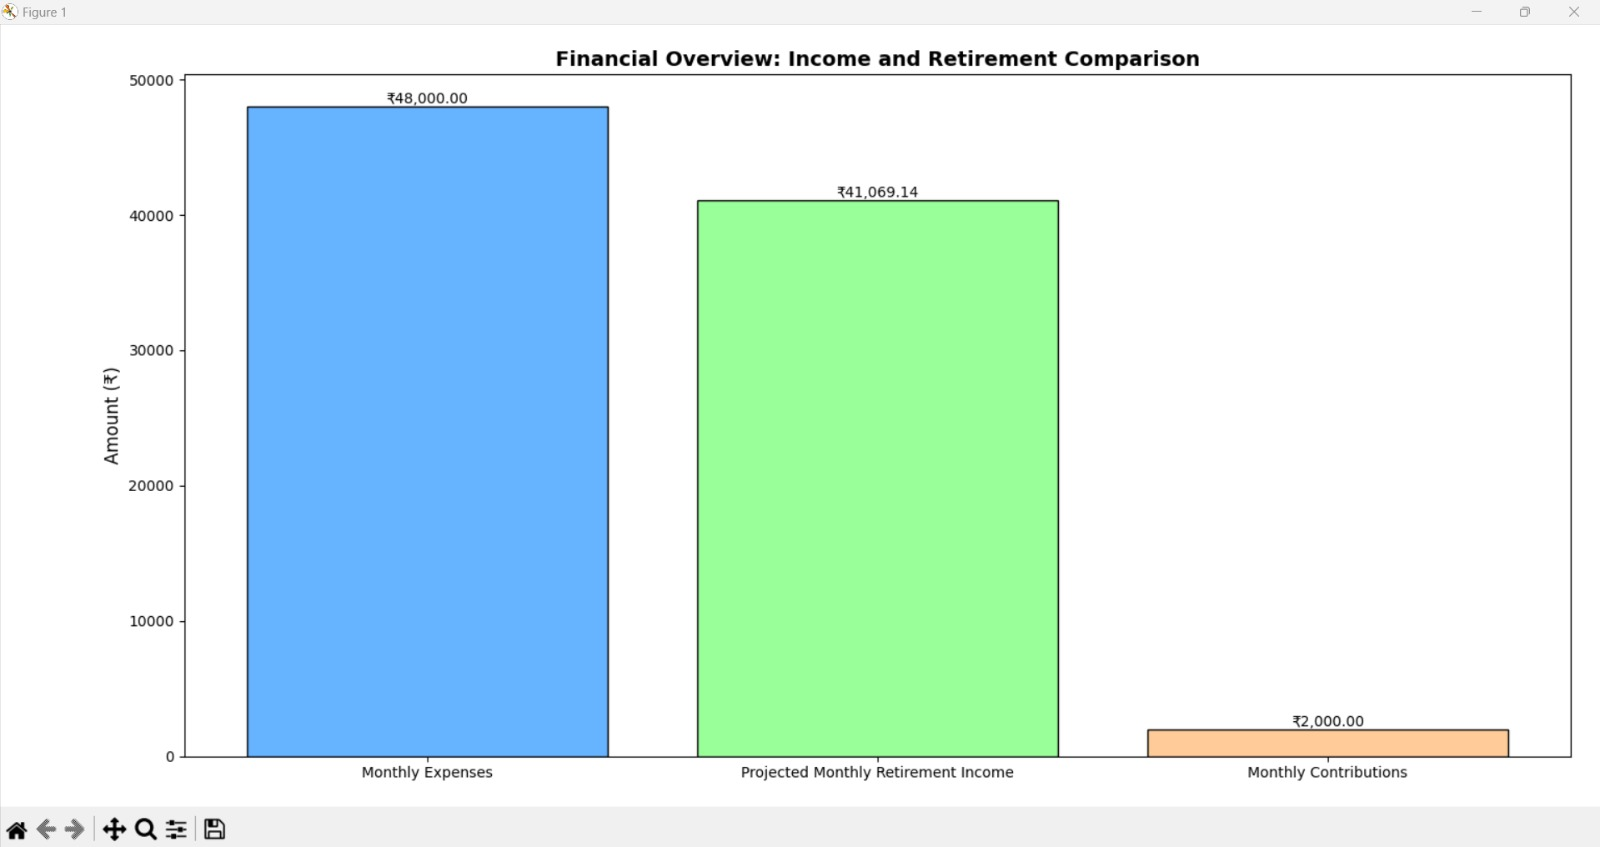 Figure 1
Financial Overview: Income and Retirement Comparison
Amount (₹)
50000
40000
30000
20000
10000
0
₹48,000.00
₹41,069.14
₹2,000.00
Monthly Expenses
Projected Monthly Retirement Income
Monthly Contributions